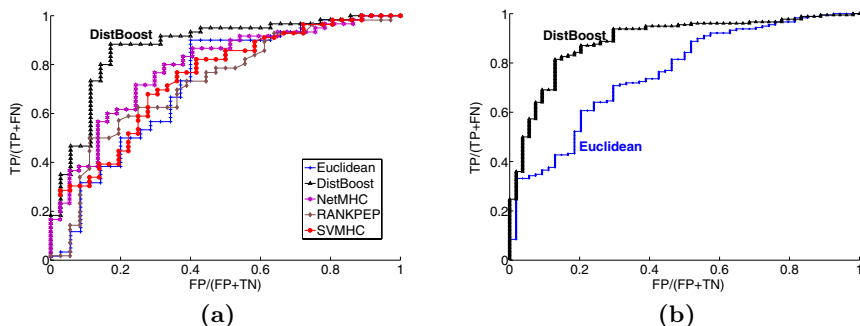 DistBoost
TP/(TP+FN)
1
0.8
0.6
0.4
0.2
0
0.2
0.4
0.6
0.8
1
FP/(FP+TN)
Euclidean
DistBoost
NetMHC
RANKPEP
SVMHC
(a)
DistBoost
Euclidean
TP/(TP+FN)
1
0.8
0.6
0.4
0.2
0
0.2
0.4
0.6
0.8
1
FP/(FP+TN)
(b)